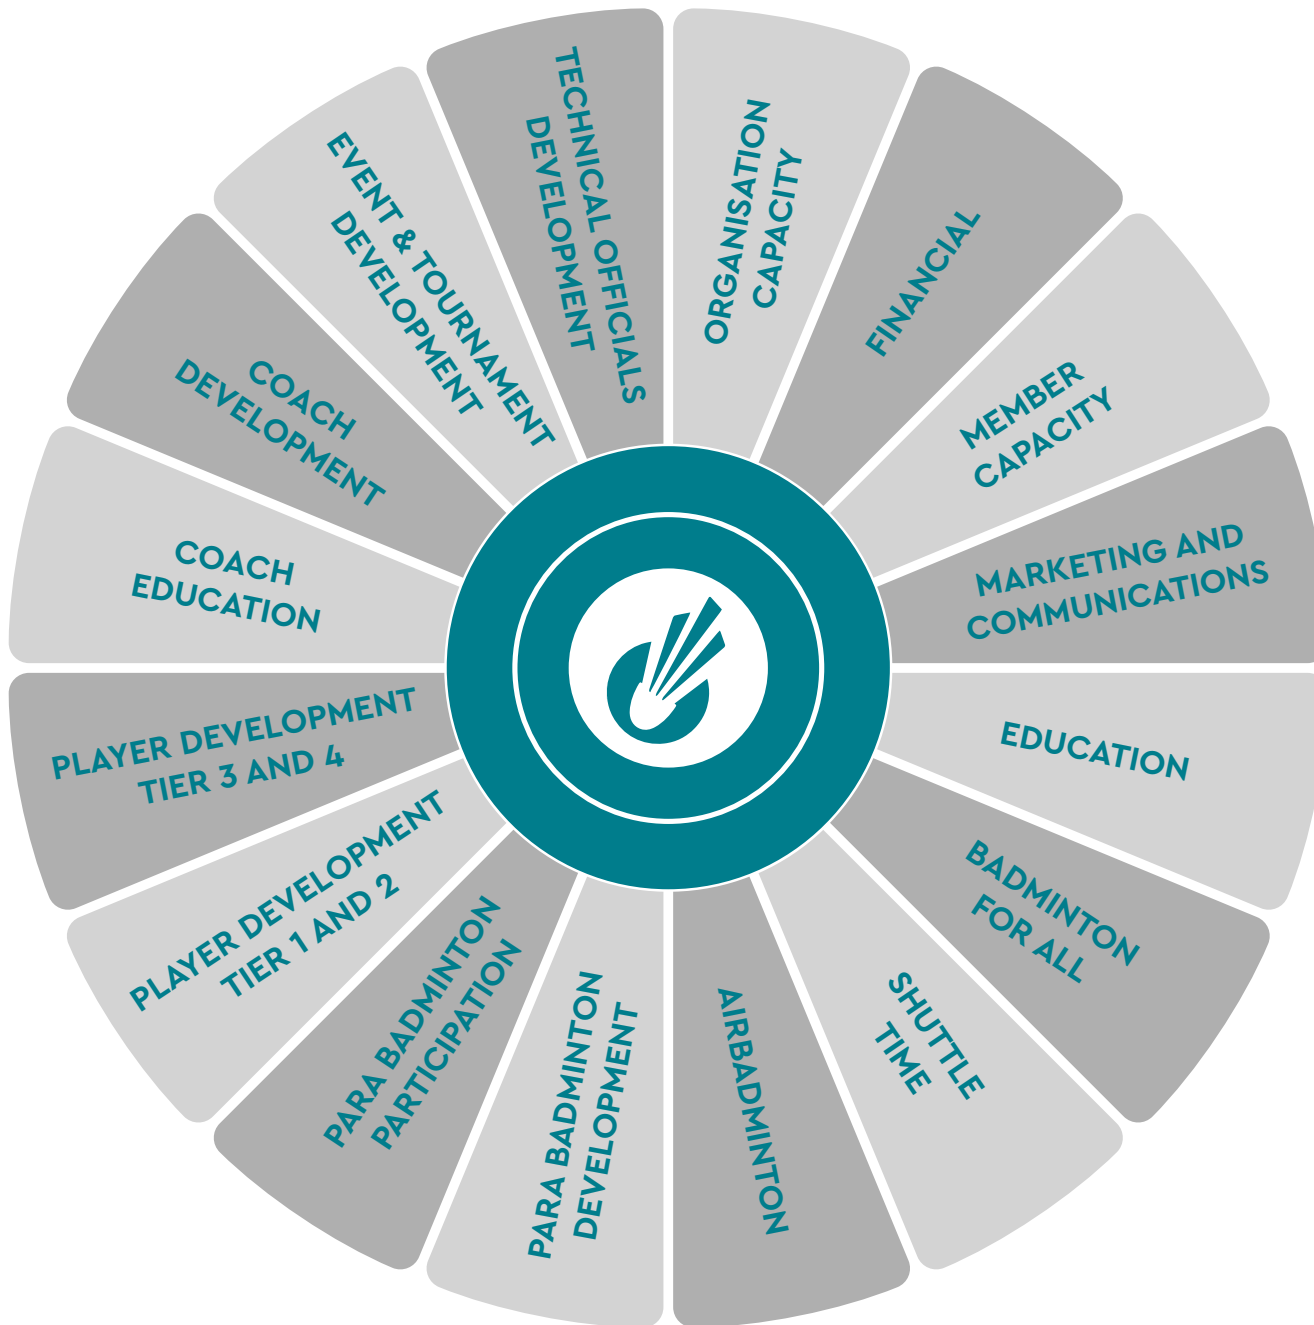 ORGANISATION
CAPACITY
FINANCIAL
MEMBER
CAPACITY
MARKETING AND
COMMUNICATIONS
EDUCATION
BADMINTON
FOR ALL
SHUTTLE
TIME
AIRBADMINTON
PARA BADMINTON
DEVELOPMENT
PARA BADMINTON
PARTICIPATION
PLAYER DEVELOPMENT
TIER 1 AND 2
PLAYER DEVELOPMENT
TIER 3 AND 4
COACH
EDUCATION
COACH
DEVELOPMENT
EVENT & TOURNAMENT
DEVELOPMENT
TECHNICAL OFFICIALS
DEVELOPMENT